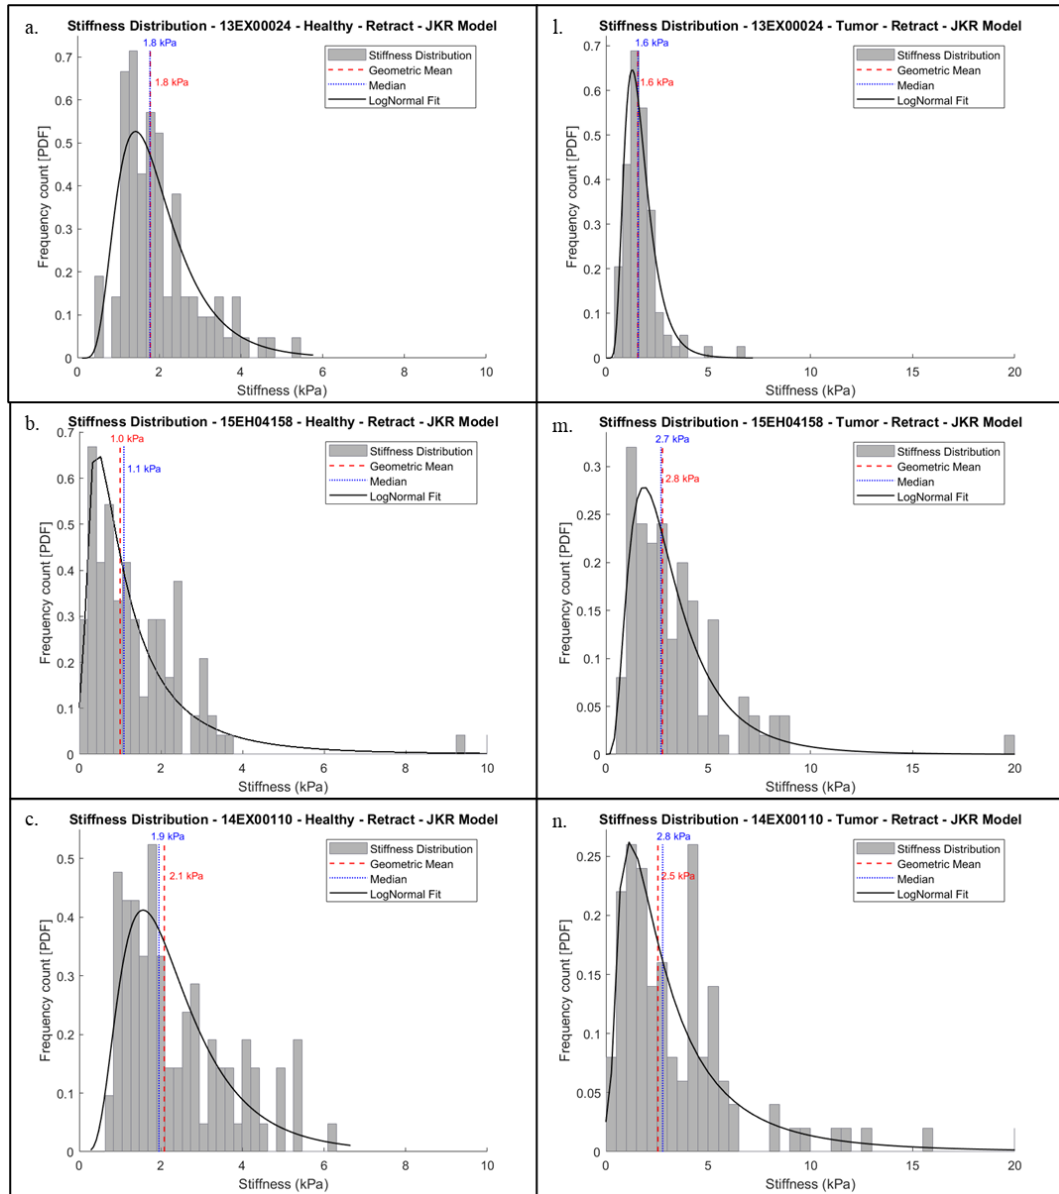 a.
Stiffness Distribution - 13EX00024 - Healthy - Retract - JKR Model
1.8 kPa
1.8 kPa
Stiffness Distribution
Geometric Mean
Median
LogNormal Fit
Frequency count [PDF]
0.7
0.6
0.5
0.4
0.3
0.2
0.1
0
0 2 4 6 8 10
Stiffness (kPa)
l.
Stiffness Distribution - 13EX00024 - Tumor - Retract - JKR Model
1.6 kPa
1.6 kPa
Stiffness Distribution
Geometric Mean
Median
LogNormal Fit
Frequency count [PDF]
0.7
0.6
0.5
0.4
0.3
0.2
0.1
0
0 5 10 15 20
Stiffness (kPa)
b.
Stiffness Distribution - 15EH04158 - Healthy - Retract - JKR Model
1.0 kPa
1.1 kPa
Stiffness Distribution
Geometric Mean
Median
LogNormal Fit
Frequency count [PDF]
0.7
0.6
0.5
0.4
0.3
0.2
0.1
0
0 2 4 6 8 10
Stiffness (kPa)
m.
Stiffness Distribution - 15EH04158 - Tumor - Retract - JKR Model
2.7 kPa
2.8 kPa
Stiffness Distribution
Geometric Mean
Median
LogNormal Fit
Frequency count [PDF]
0.3
0.25
0.2
0.15
0.1
0.05
0
0 5 10 15 20
Stiffness (kPa)
c.
Stiffness Distribution - 14EX00110 - Healthy - Retract - JKR Model
1.9 kPa
2.1 kPa
Stiffness Distribution
Geometric Mean
Median
LogNormal Fit
Frequency count [PDF]
0.5
0.4
0.3
0.2
0.1
0
0 2 4 6 8 10
Stiffness (kPa)
n.
Stiffness Distribution - 14EX00110 - Tumor - Retract - JKR Model
2.8 kPa
2.5 kPa
Stiffness Distribution
Geometric Mean
Median
LogNormal Fit
Frequency count [PDF]
0.25
0.2
0.15
0.1
0.05
0
0 5 10 15 20
Stiffness (kPa)